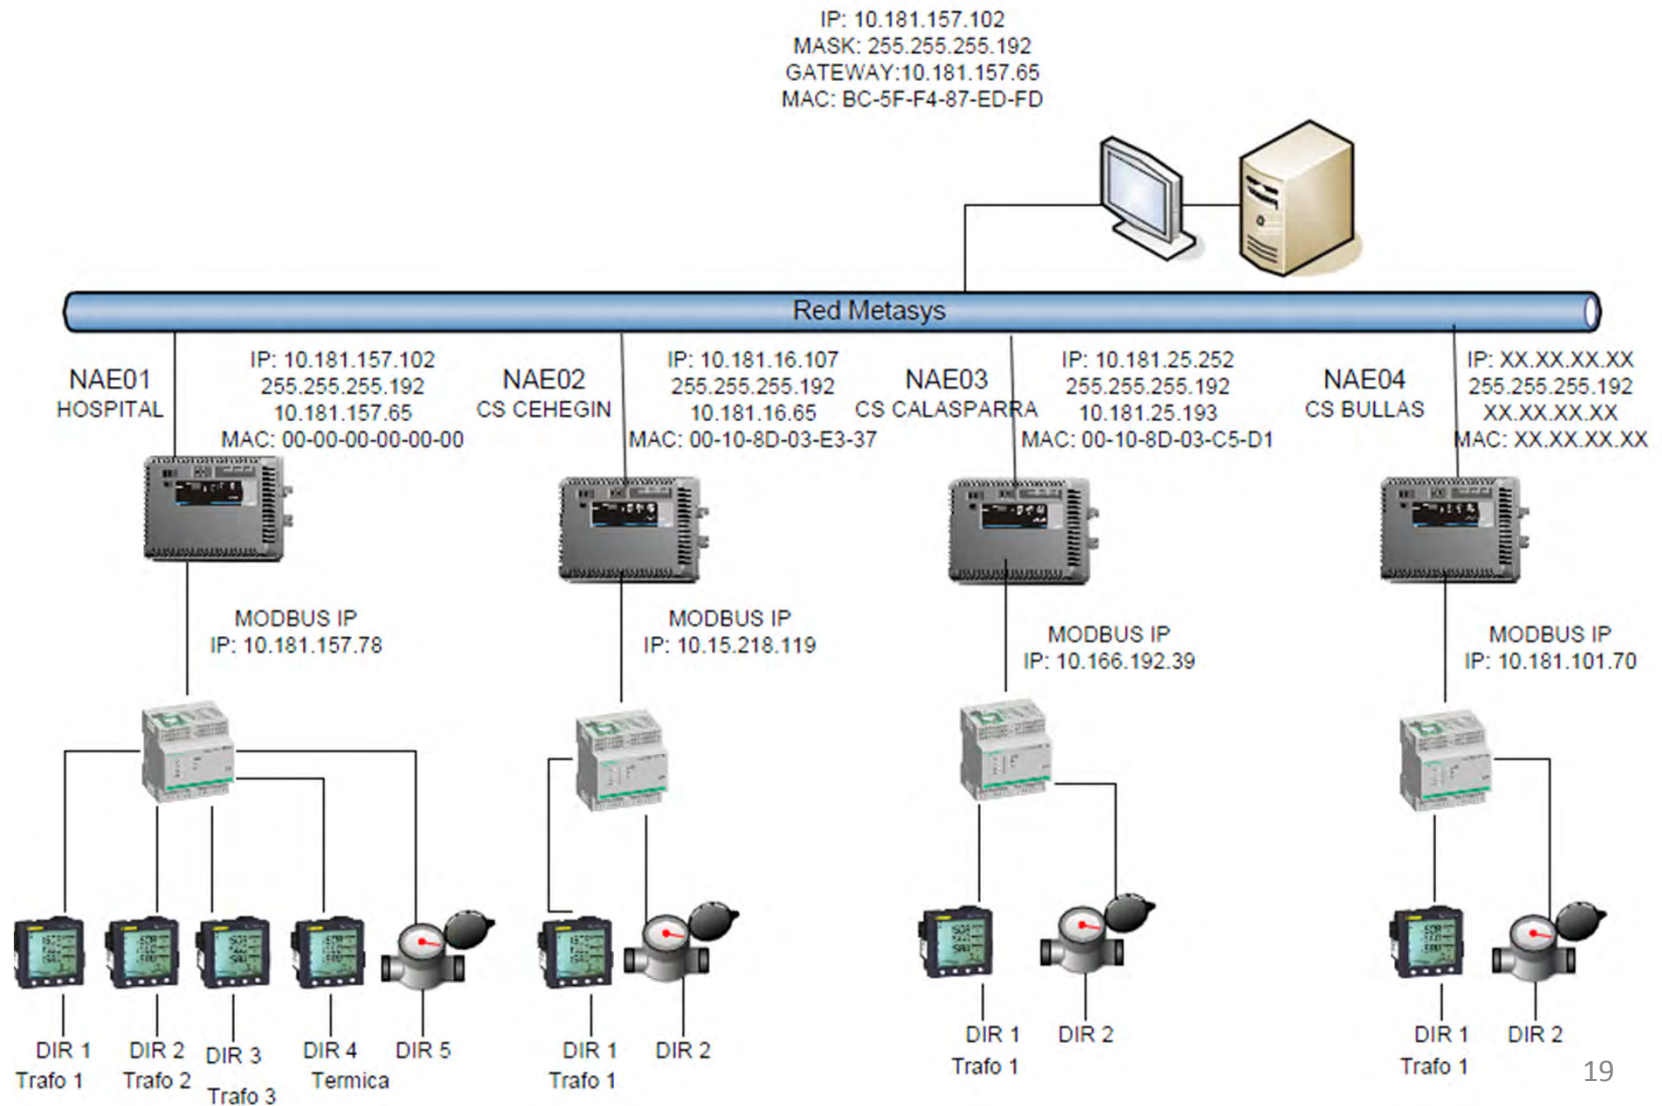 IP: 10.181.157.102
MASK: 255.255.255.192
GATEWAY:10.181.157.65
MAC: BC-5F-F4-87-ED-FD
Red Metasys
NAE01
HOSPITAL
IP: 10.181.157.102
255.255.255.192
10.181.157.65
MAC: 00-00-00-00-00-00
NAE02
CS CEHEGIN
IP: 10.181.16.107
255.255.255.192
10.181.16.65
MAC: 00-10-8D-03-E3-37
NAE03
CS CALASPARRA
IP: 10.181.25.252
255.255.255.192
10.181.25.193
MAC: 00-10-8D-03-C5-D1
NAE04
CS BULLAS
IP: XX.XX.XX.XX
255.255.255.192
XX.XX.XX.XX
MAC: XX.XX.XX.XX
MODBUS IP
IP: 10.181.157.78
MODBUS IP
IP: 10.15.218.119
MODBUS IP
IP: 10.166.192.39
MODBUS IP
IP: 10.181.101.70
DIR 1
Trafo 1
DIR 2
Trafo 2
DIR 3
Trafo 3
DIR 4
Termica
DIR 5
DIR 1
Trafo 1
DIR 2
DIR 1
Trafo 1
DIR 2
DIR 1
Trafo 1
DIR 2
19